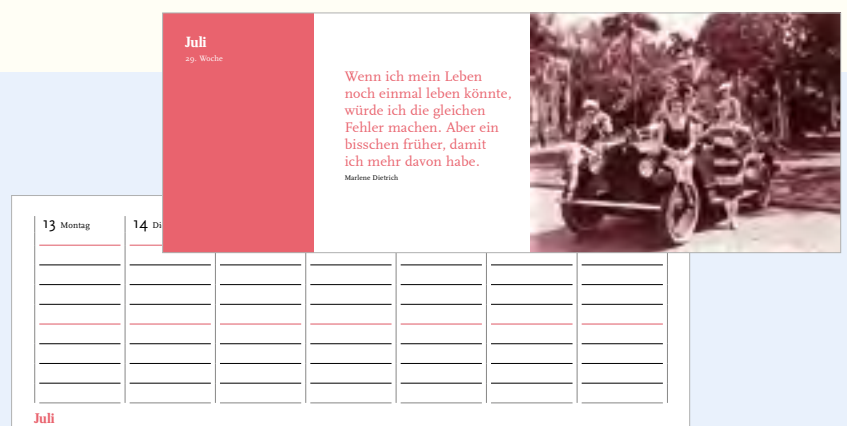 Juli
29. Woche
Wenn ich mein Leben
noch einmal leben könnte,
würde ich die gleichen
Fehler machen. Aber ein
bisschen früher, damit
ich mehr davon habe.
Marlene Dietrich
13 Montag
14 Di
Juli